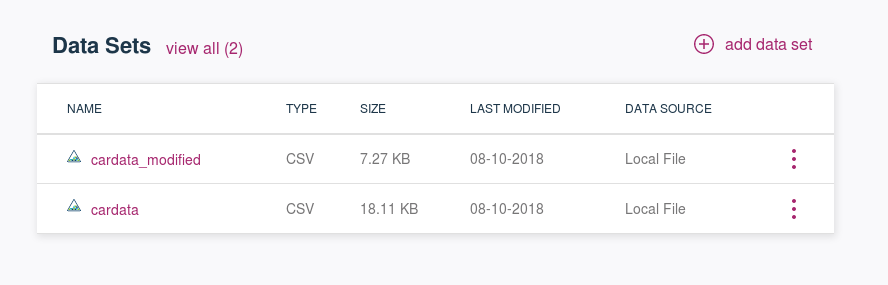 Data Sets view all (2) add data set
NAME TYPE SIZE LAST MODIFIED DATA SOURCE
cardata_modified CSV 7.27 KB 08-10-2018 Local File
cardata CSV 18.11 KB 08-10-2018 Local File